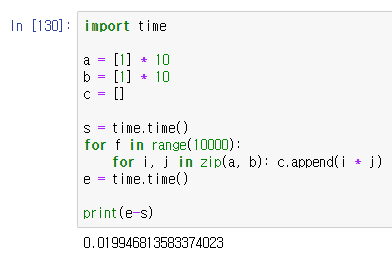 In [130]: import time
a = [1] * 10
b = [1] * 10
c = []
s = time.time()
for f in range(10000):
    for i, j in zip(a, b): c.append(i * j)
e = time.time()
print(e-s)
0.019946813583374023